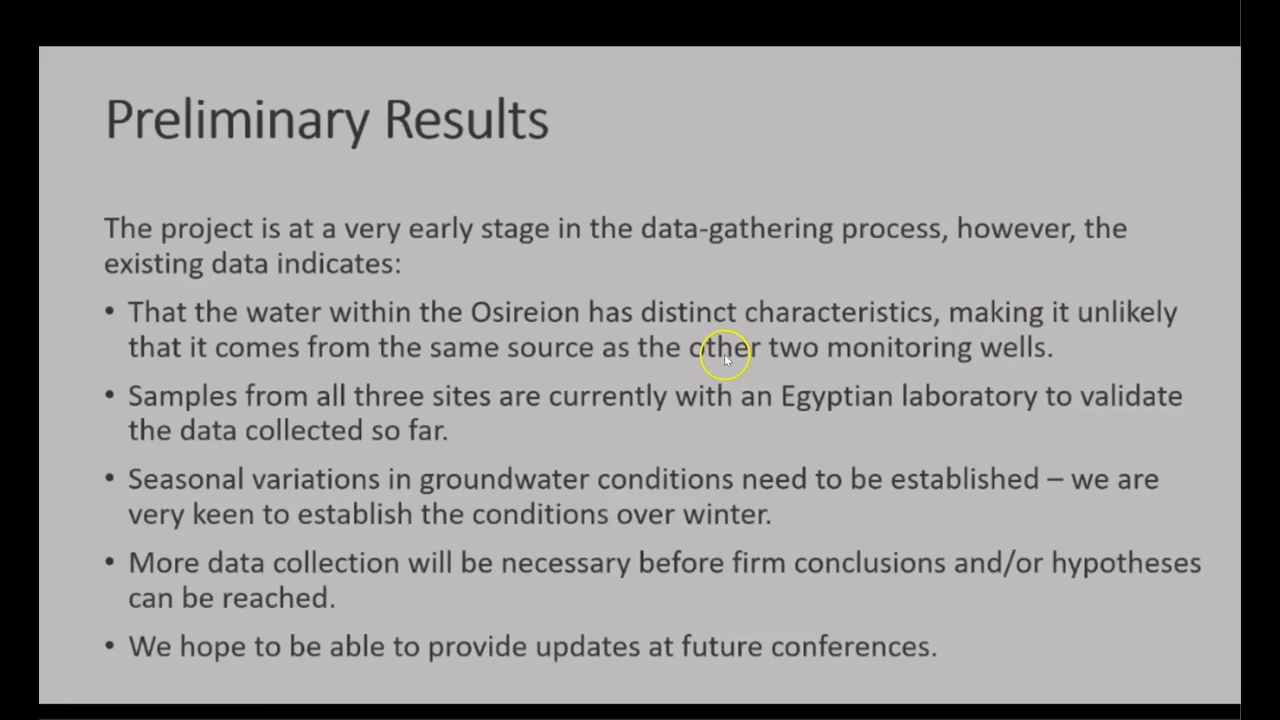 Preliminary Results
The project is at a very early stage in the data-gathering process, however, the
existing data indicates:
• That the water within the Osireion has distinct characteristics, making it unlikely
that it comes from the same source as the other two monitoring wells.
• Samples from all three sites are currently with an Egyptian laboratory to validate
the data collected so far.
• Seasonal variations in groundwater conditions need to be established – we are
very keen to establish the conditions over winter.
• More data collection will be necessary before firm conclusions and/or hypotheses
can be reached.
• We hope to be able to provide updates at future conferences.